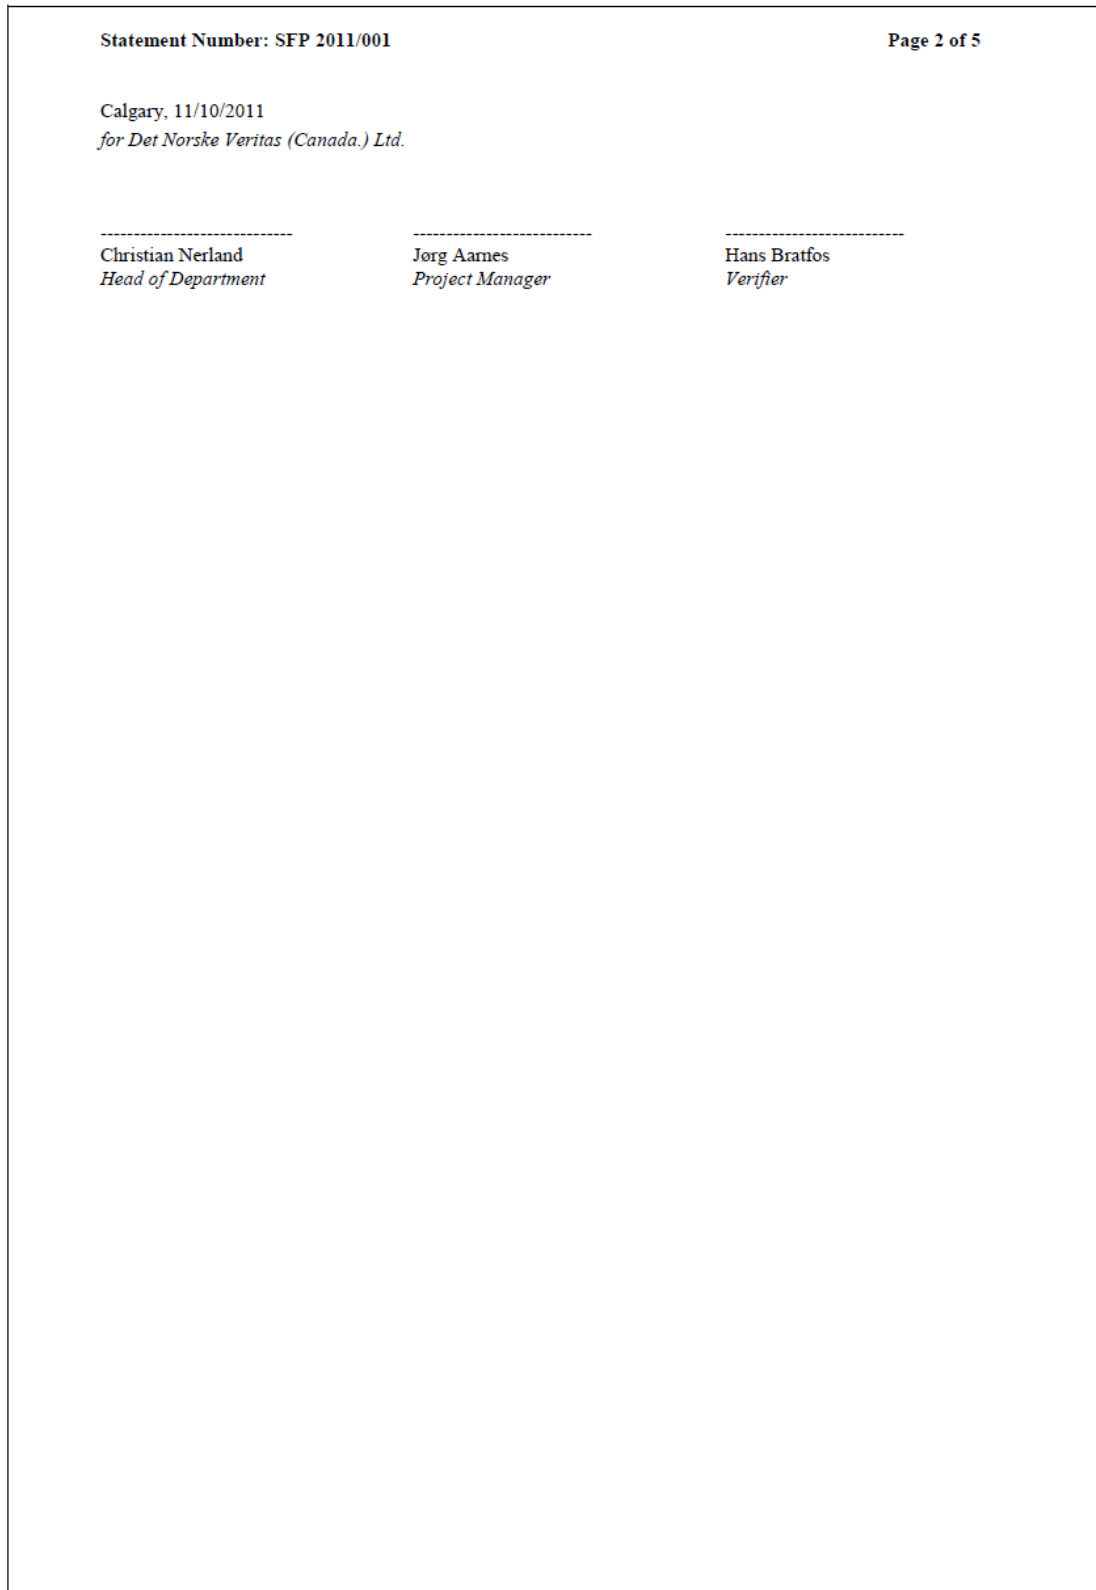 Statement Number: SFP 2011/001 Page 2 of 5
Calgary, 11/10/2011
for Det Norske Veritas (Canada.) Ltd.
----------------------------- --------------------------- ---------------------------
Christian Nerland Jørg Aarnes Hans Bratfos
Head of Department Project Manager Verifier